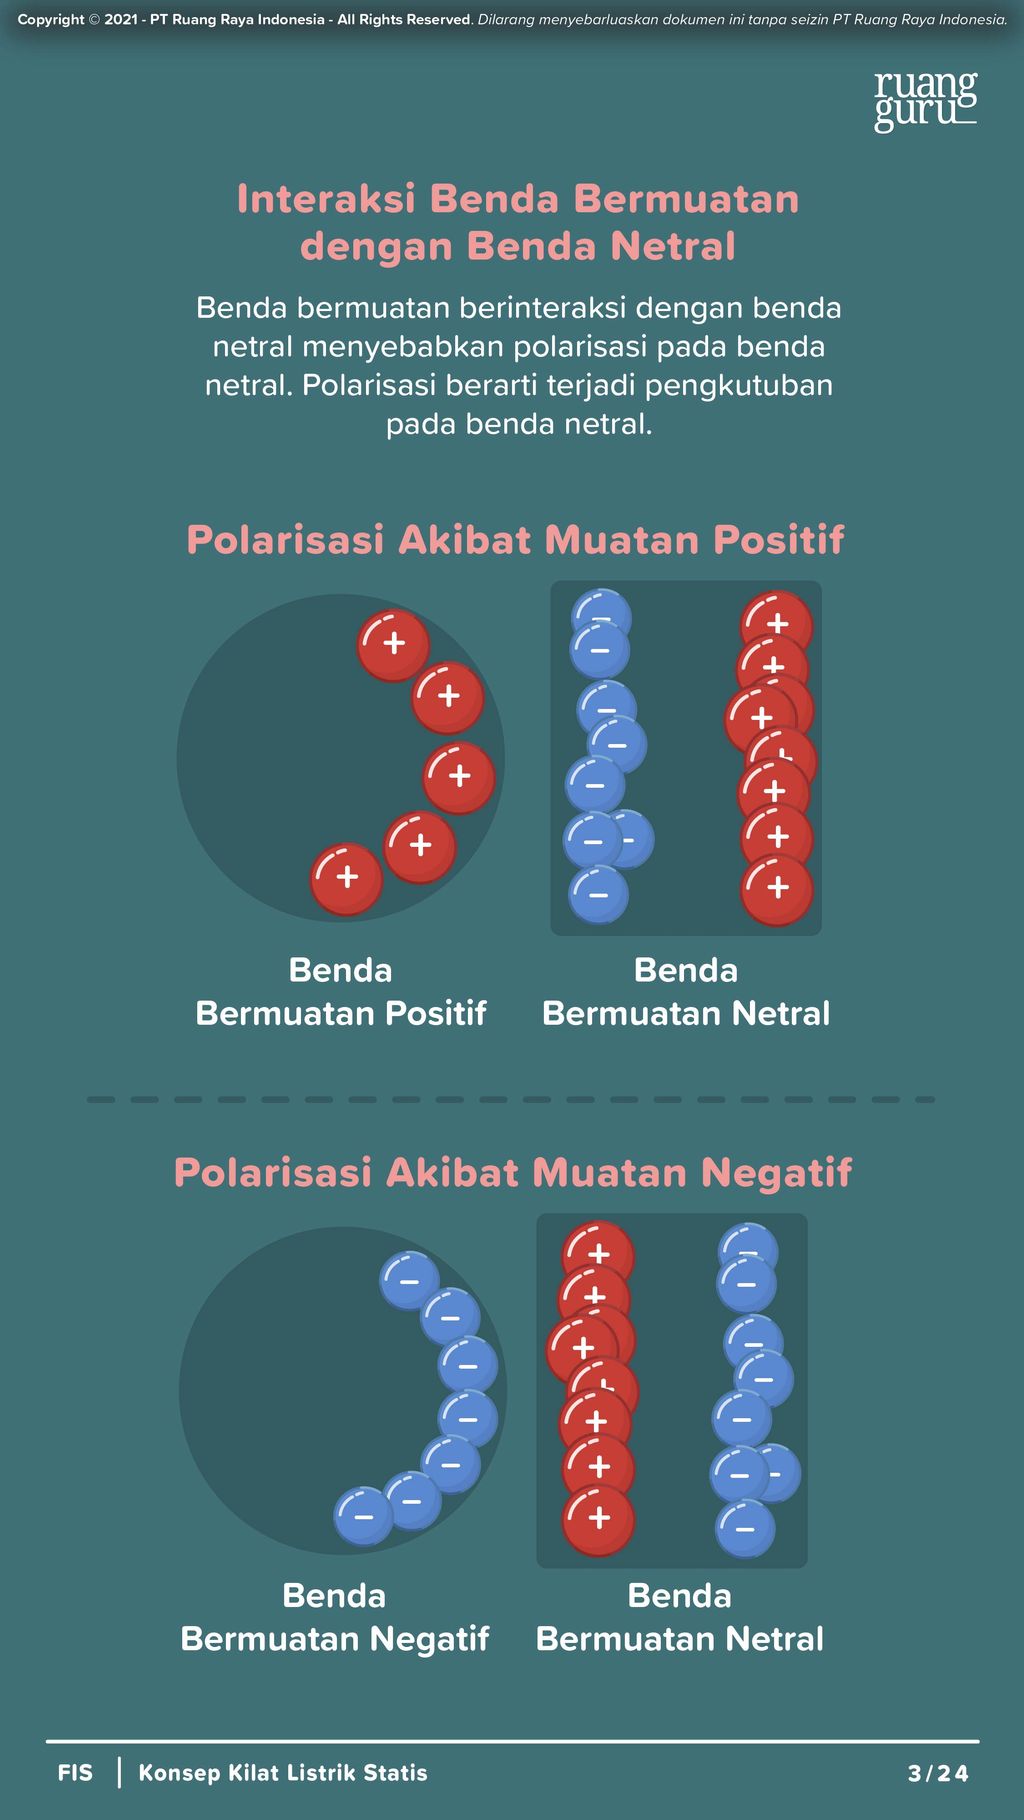 Copyright © 2021 - PT Ruang Raya Indonesia - All Rights Reserved. Dilarang menyebarluaskan dokumen ini tanpa seizin PT Ruang Raya Indonesia.
ruang
guru
Interaksi Benda Bermuatan
dengan Benda Netral
Benda bermuatan berinteraksi dengan benda
netral menyebabkan polarisasi pada benda
netral. Polarisasi berarti terjadi pengkutuban
pada benda netral.
Polarisasi Akibat Muatan Positif
Benda
Bermuatan Positif
Benda
Bermuatan Netral
Polarisasi Akibat Muatan Negatif
Benda
Bermuatan Negatif
Benda
Bermuatan Netral
FIS | Konsep Kilat Listrik Statis
3/24